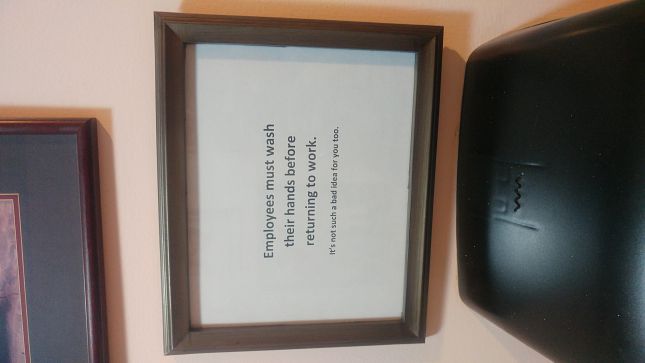 Employees must wash
their hands before
returning to work.
It's not such a bad idea for you too.